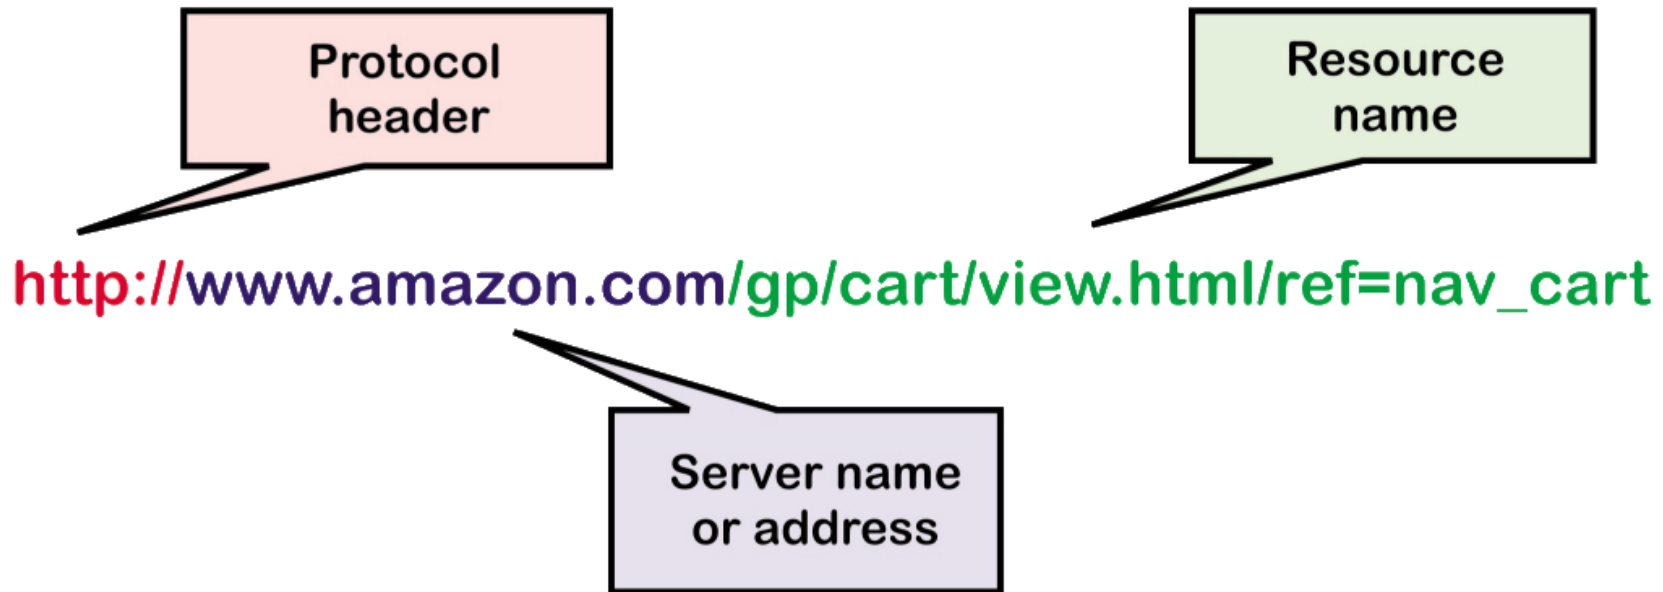 Protocol
header
Resource
name
http://www.amazon.com/gp/cart/view.html/ref=nav_cart
Server name
or address